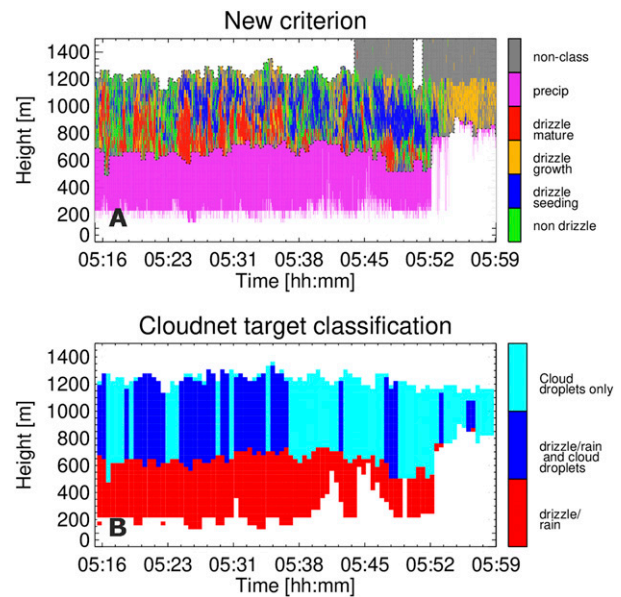 New criterion
1400
1200
1000
800
600
400
200
0
Height [m]
A
05:16 05:23 05:31 05:38 05:45 05:52 05:59
Time [hh:mm]
non-class
precip
drizzle
mature
drizzle
growth
drizzle
seeding
non drizzle
Cloudnet target classification
1400
1200
1000
800
600
400
200
0
Height [m]
B
05:16 05:23 05:31 05:38 05:45 05:52 05:59
Time [hh:mm]
Cloud
droplets only
drizzle/rain
and cloud
droplets
drizzle/
rain